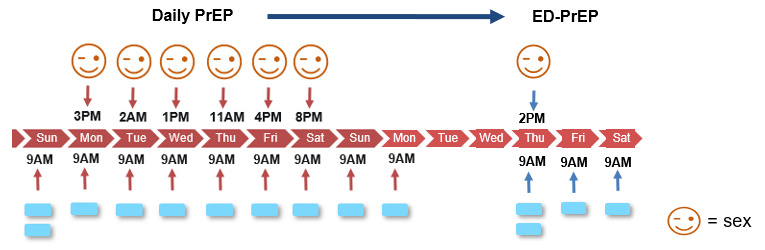 Daily PrEP ED-PrEP
3PM 2AM 1PM 11AM 4PM 8PM 2PM
Sun Mon Tue Wed Thu Fri Sat Sun Mon Tue Wed Thu Fri Sat
9AM 9AM 9AM 9AM 9AM 9AM 9AM 9AM 9AM 9AM 9AM 9AM
= sex